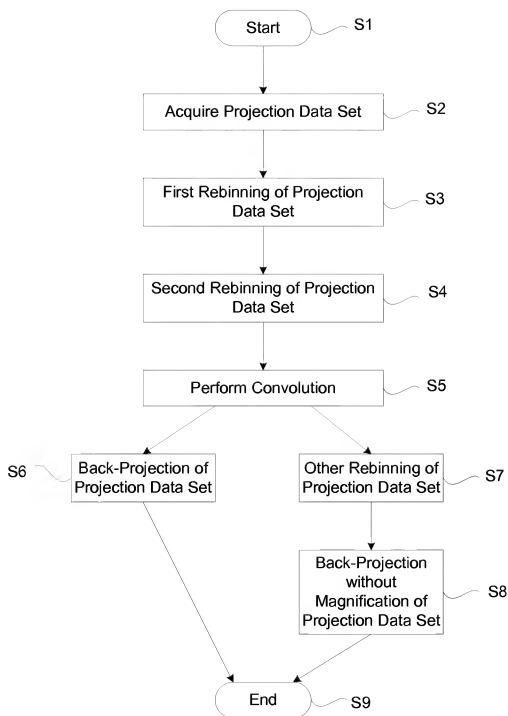 Start
S1
Acquire Projection Data Set
S2
First Rebinning of Projection
Data Set
S3
Second Rebinning of Projection
Data Set
S4
Perform Convolution
S5
S6
Back-Projection of
Projection Data Set
Other Rebinning of
Projection Data Set
S7
Back-Projection
without
Magnification of
Projection Data Set
S8
End
S9